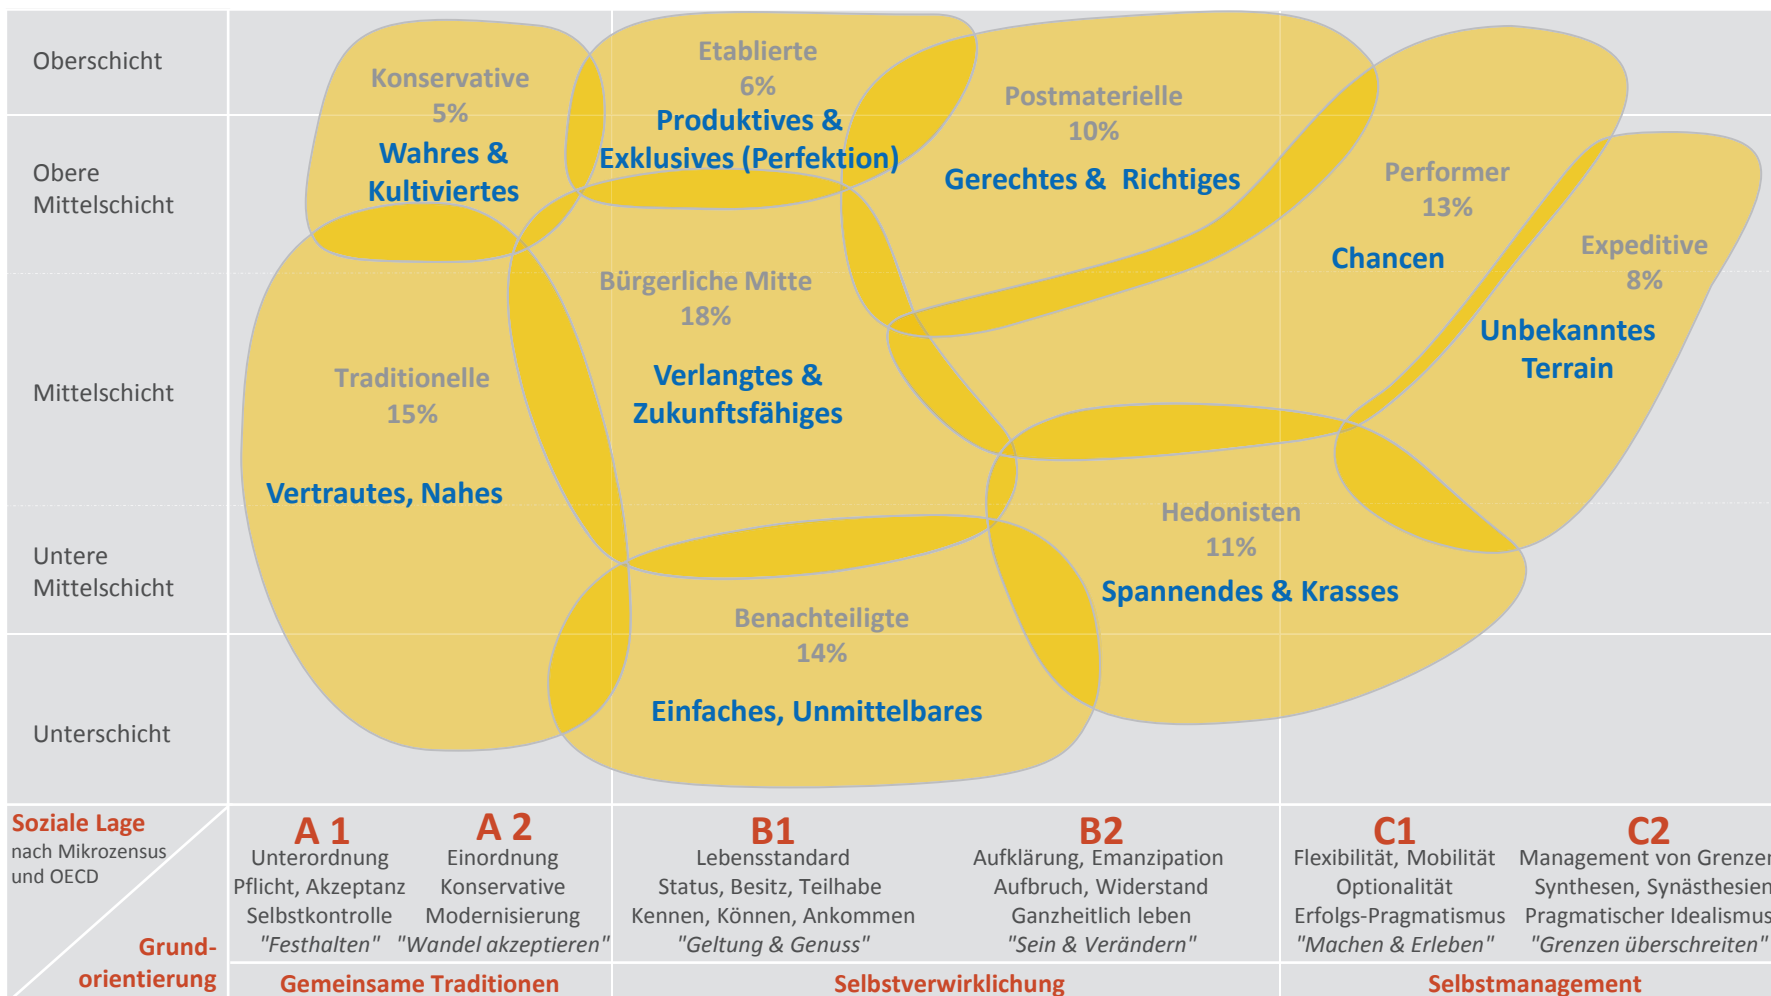 Oberschicht
Obere
Mittelschicht
Mittelschicht
Untere
Mittelschicht
Unterschicht
Konservative
5%
Wahres &
Kultiviertes
Etablierte
6%
Produktives &
Exklusives (Perfektion)
Postmaterielle
10%
Gerechtes & Richtiges
Performer
13%
Chancen
Expeditive
8%
Unbekanntes
Terrain
Bürgerliche Mitte
18%
Verlangtes &
Zukunftsfähiges
Traditionelle
15%
Vertrautes, Nahes
Hedonisten
11%
Spannendes & Krasses
Benachteiligte
14%
Einfaches, Unmittelbares
Soziale Lage
nach Mikrozensus
und OECD
Grund-
orientierung
A 1
Unterordnung
Pflicht, Akzeptanz
Selbstkontrolle
"Festhalten"
A 2
Einordnung
Konservative
Modernisierung
"Wandel akzeptieren"
B1
Lebensstandard
Status, Besitz, Teilhabe
Kennen, Können, Ankommen
"Geltung & Genuss"
B2
Aufklärung, Emanzipation
Aufbruch, Widerstand
Ganzheitlich leben
"Sein & Verändern"
C1
Flexibilität, Mobilität
Optionalität
Erfolgs-Pragmatismus
"Machen & Erleben"
C2
Management von Grenzen
Synthesen, Synästhesien
Pragmatischer Idealismus
"Grenzen überschreiten"
Gemeinsame Traditionen
Selbstverwirklichung
Selbstmanagement